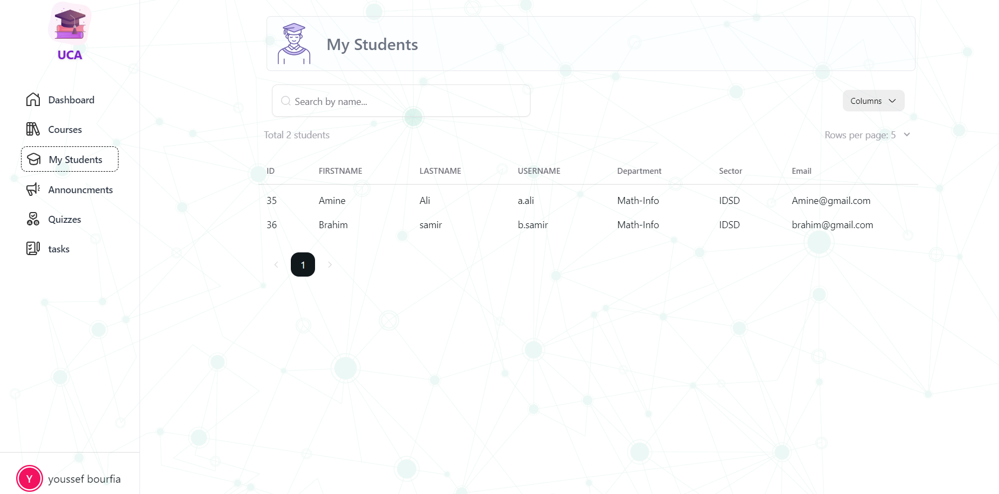 UCA
Dashboard
Courses
My Students
Announcments
Quizzes
A B
tasks
Y youssef bourfia
My Students
Search by name...
Columns
Total 2 students
Rows per page: 5
ID FIRSTNAME LASTNAME USERNAME Department Sector Email
35 Amine Ali a.ali Math-Info IDSD Amine@gmail.com
36 Brahim samir b.samir Math-Info IDSD brahim@gmail.com
1